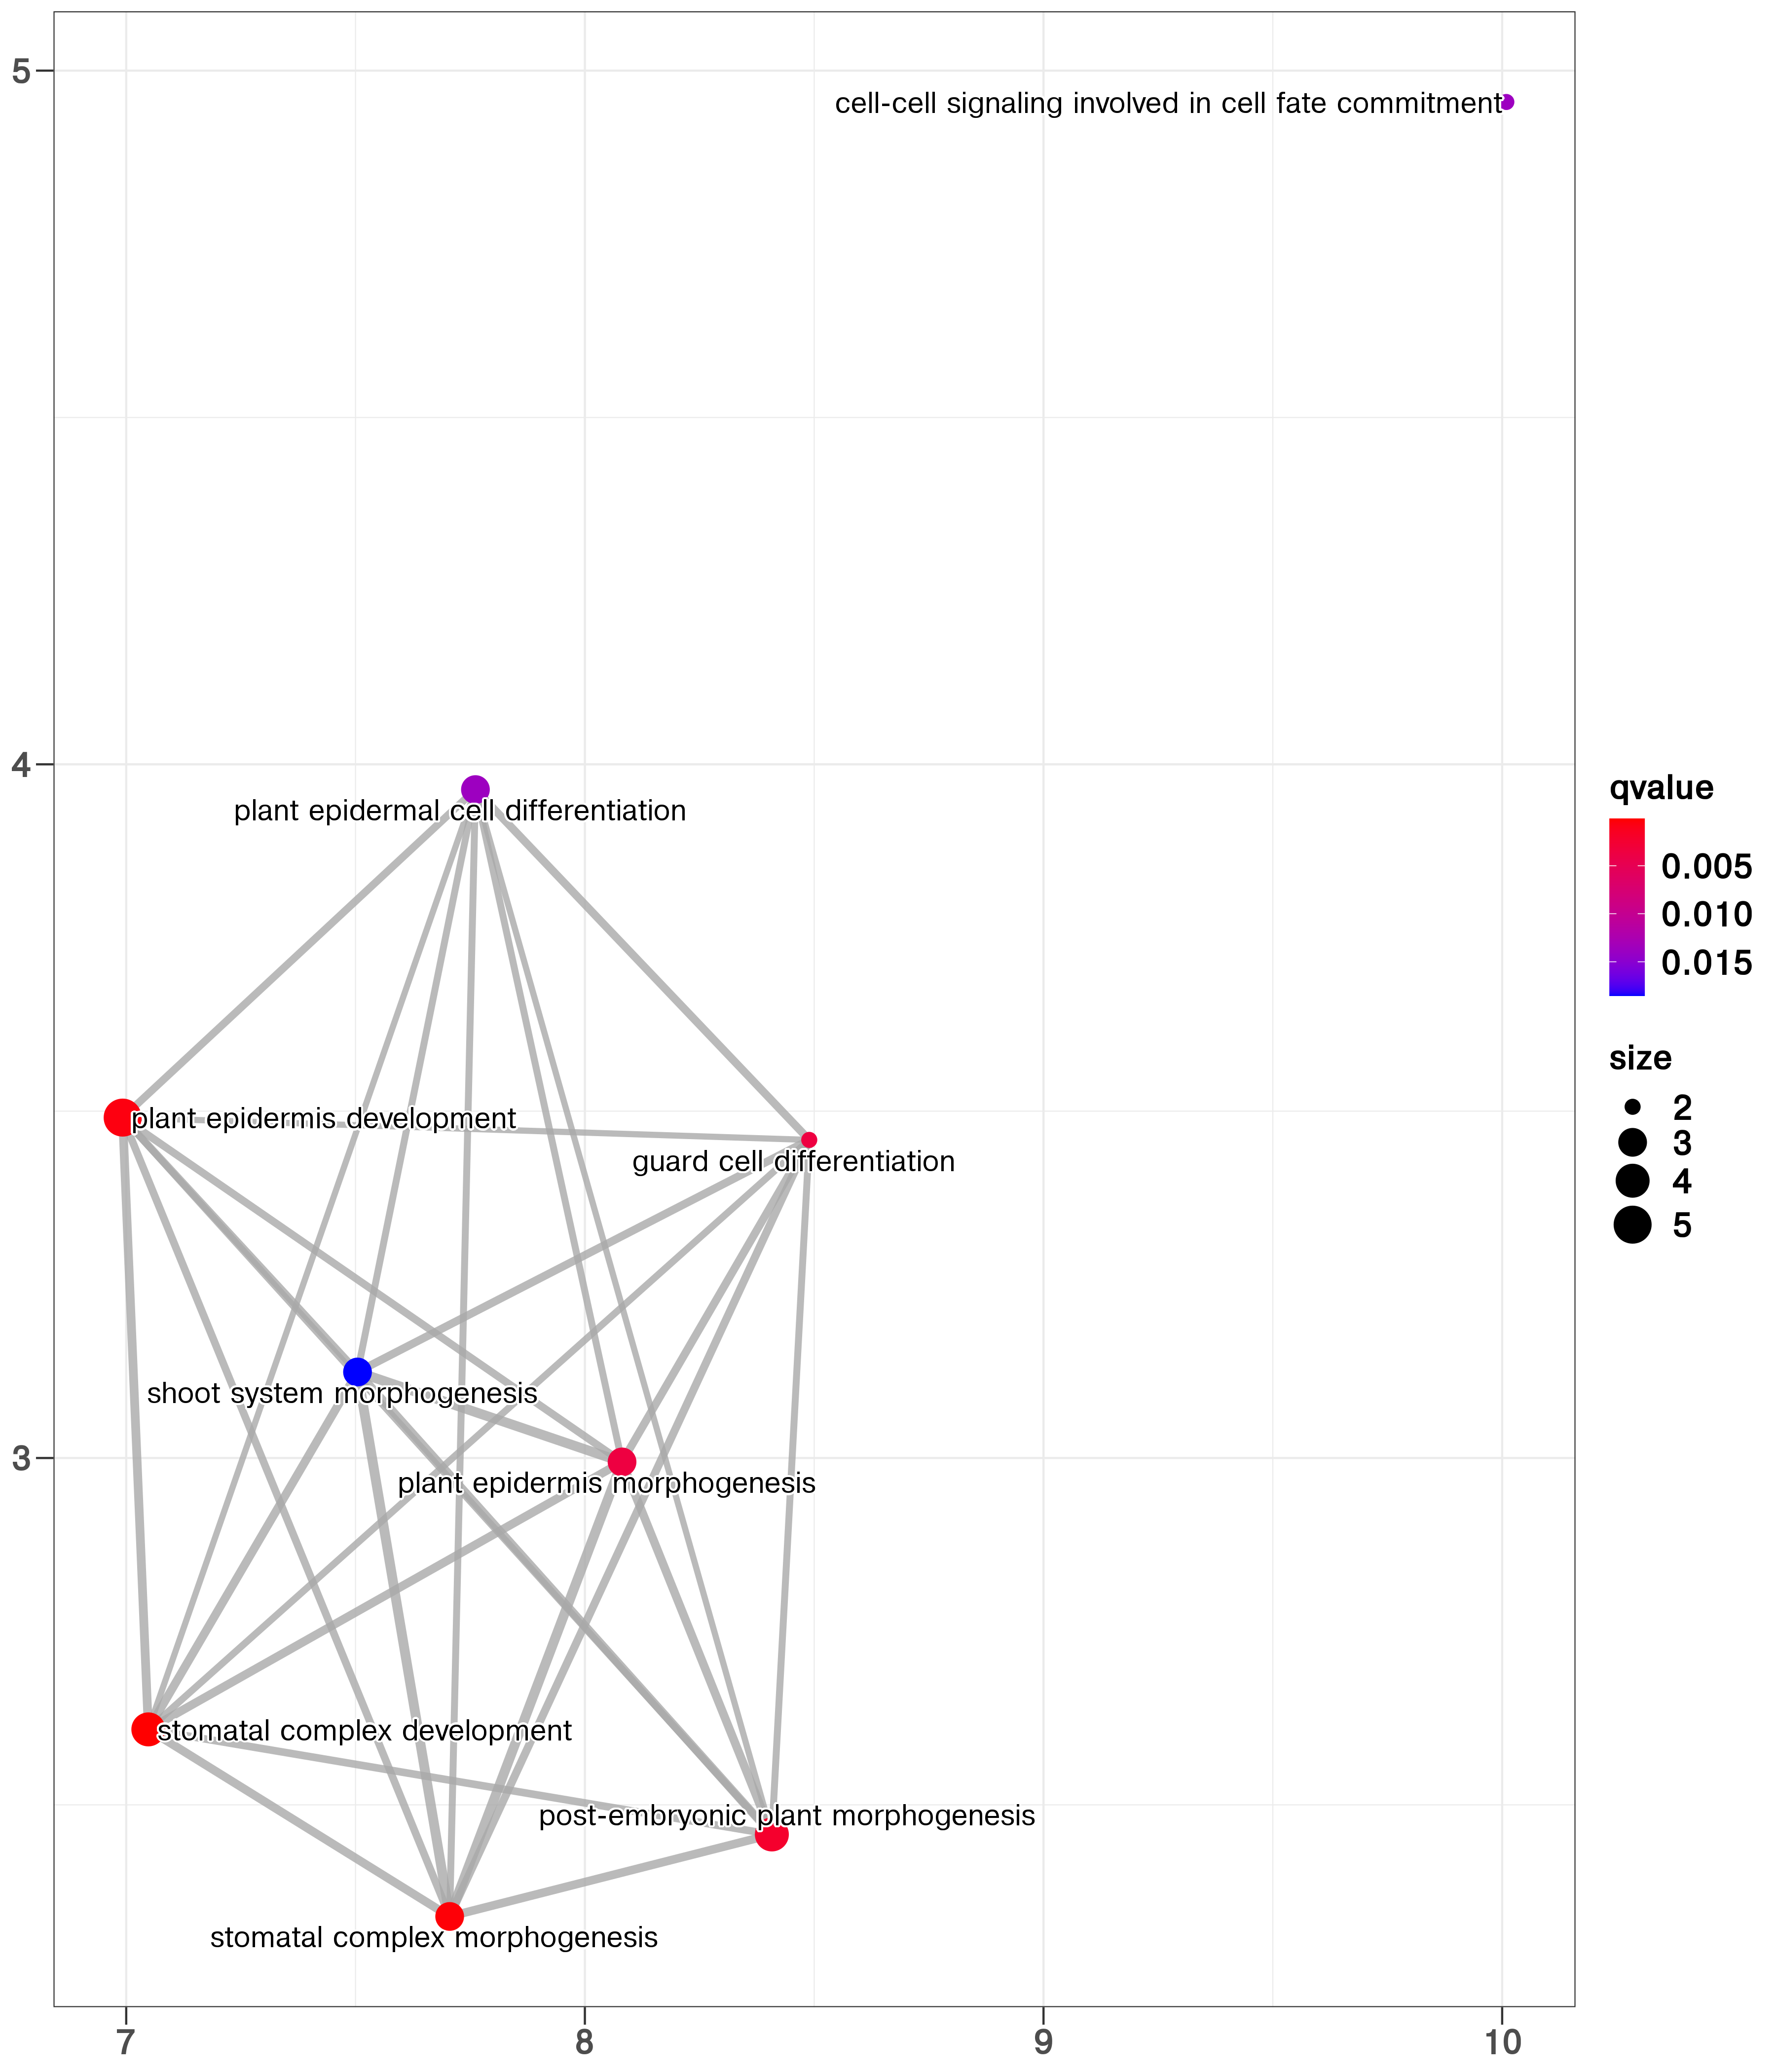 5
cell-cell signaling involved in cell fate commitment
4
plant epidermal cell differentiation
qvalue
0.005
0.010
0.015
size
2
3
4
5
plant epidermis development
guard cell differentiation
shoot system morphogenesis
3
plant epidermis morphogenesis
stomatal complex development
post-embryonic plant morphogenesis
stomatal complex morphogenesis
7 8 9 10